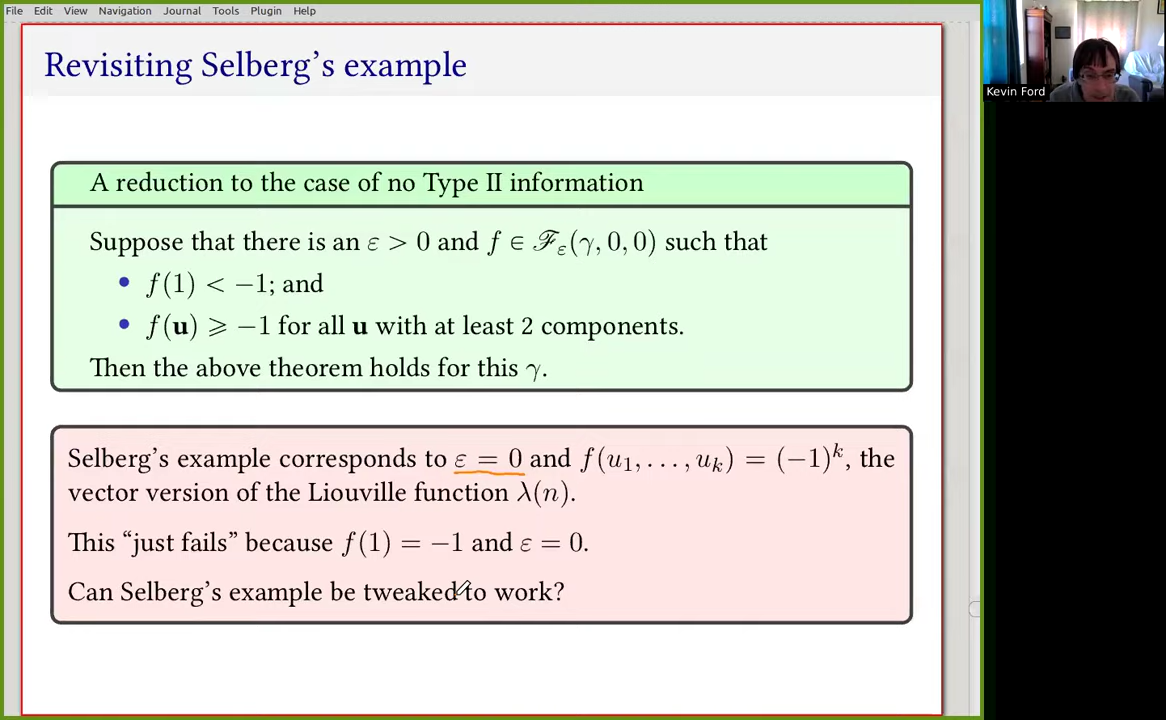 File Edit View Navigation Journal Tools Plugin Help
Revisiting Selberg's example
Kevin Ford
A reduction to the case of no Type II information
Suppose that there is an ε > 0 and f ∈ ℱ_ε(γ, 0, 0) such that
• f(1) < −1; and
• f(𝐮) ⩾ −1 for all 𝐮 with at least 2 components.
Then the above theorem holds for this γ.
Selberg's example corresponds to ε = 0 and f(u₁, . . . , uₖ) = (−1)ᵏ, the
vector version of the Liouville function λ(n).
This “just fails” because f(1) = −1 and ε = 0.
Can Selberg's example be tweaked to work?